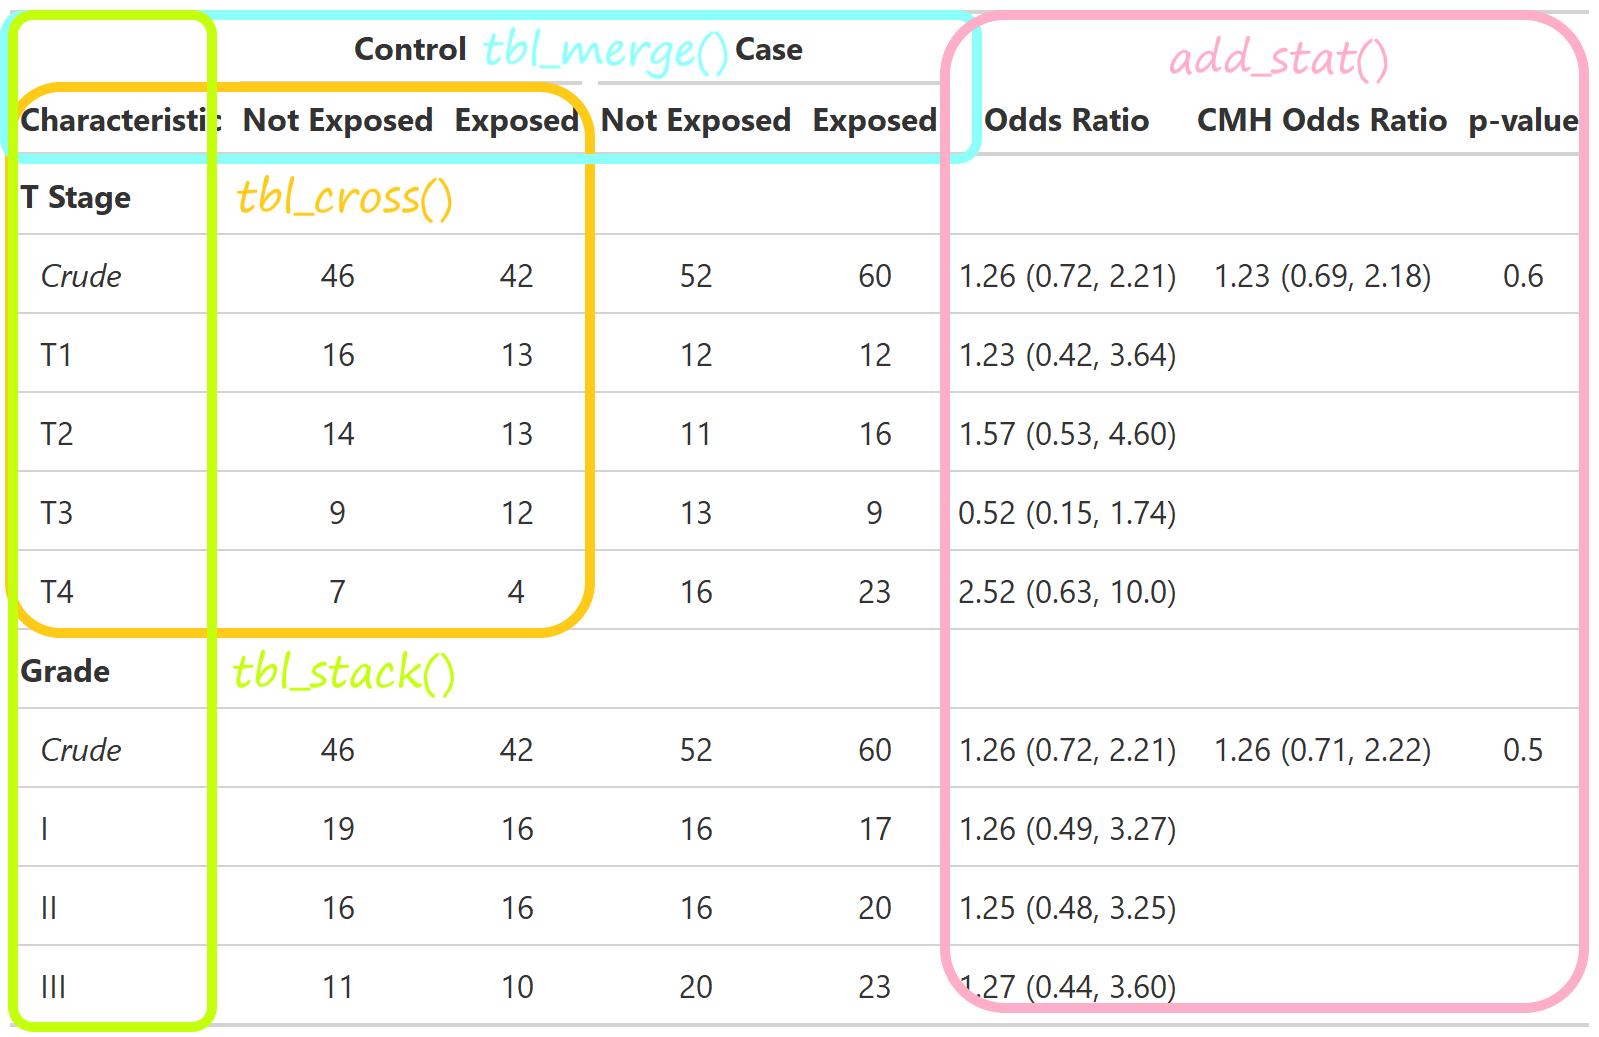 Control tbl_merge() Case add_stat()
Characteristic Not Exposed Exposed Not Exposed Exposed Odds Ratio CMH Odds Ratio p-value
T Stage tbl_cross()
Crude 46 42 52 60 1.26 (0.72, 2.21) 1.23 (0.69, 2.18) 0.6
T1 16 13 12 12 1.23 (0.42, 3.64)
T2 14 13 11 16 1.57 (0.53, 4.60)
T3 9 12 13 9 0.52 (0.15, 1.74)
T4 7 4 16 23 2.52 (0.63, 10.0)
Grade tbl_stack()
Crude 46 42 52 60 1.26 (0.72, 2.21) 1.26 (0.71, 2.22) 0.5
I 19 16 16 17 1.26 (0.49, 3.27)
II 16 16 16 20 1.25 (0.48, 3.25)
III 11 10 20 23 1.27 (0.44, 3.60)